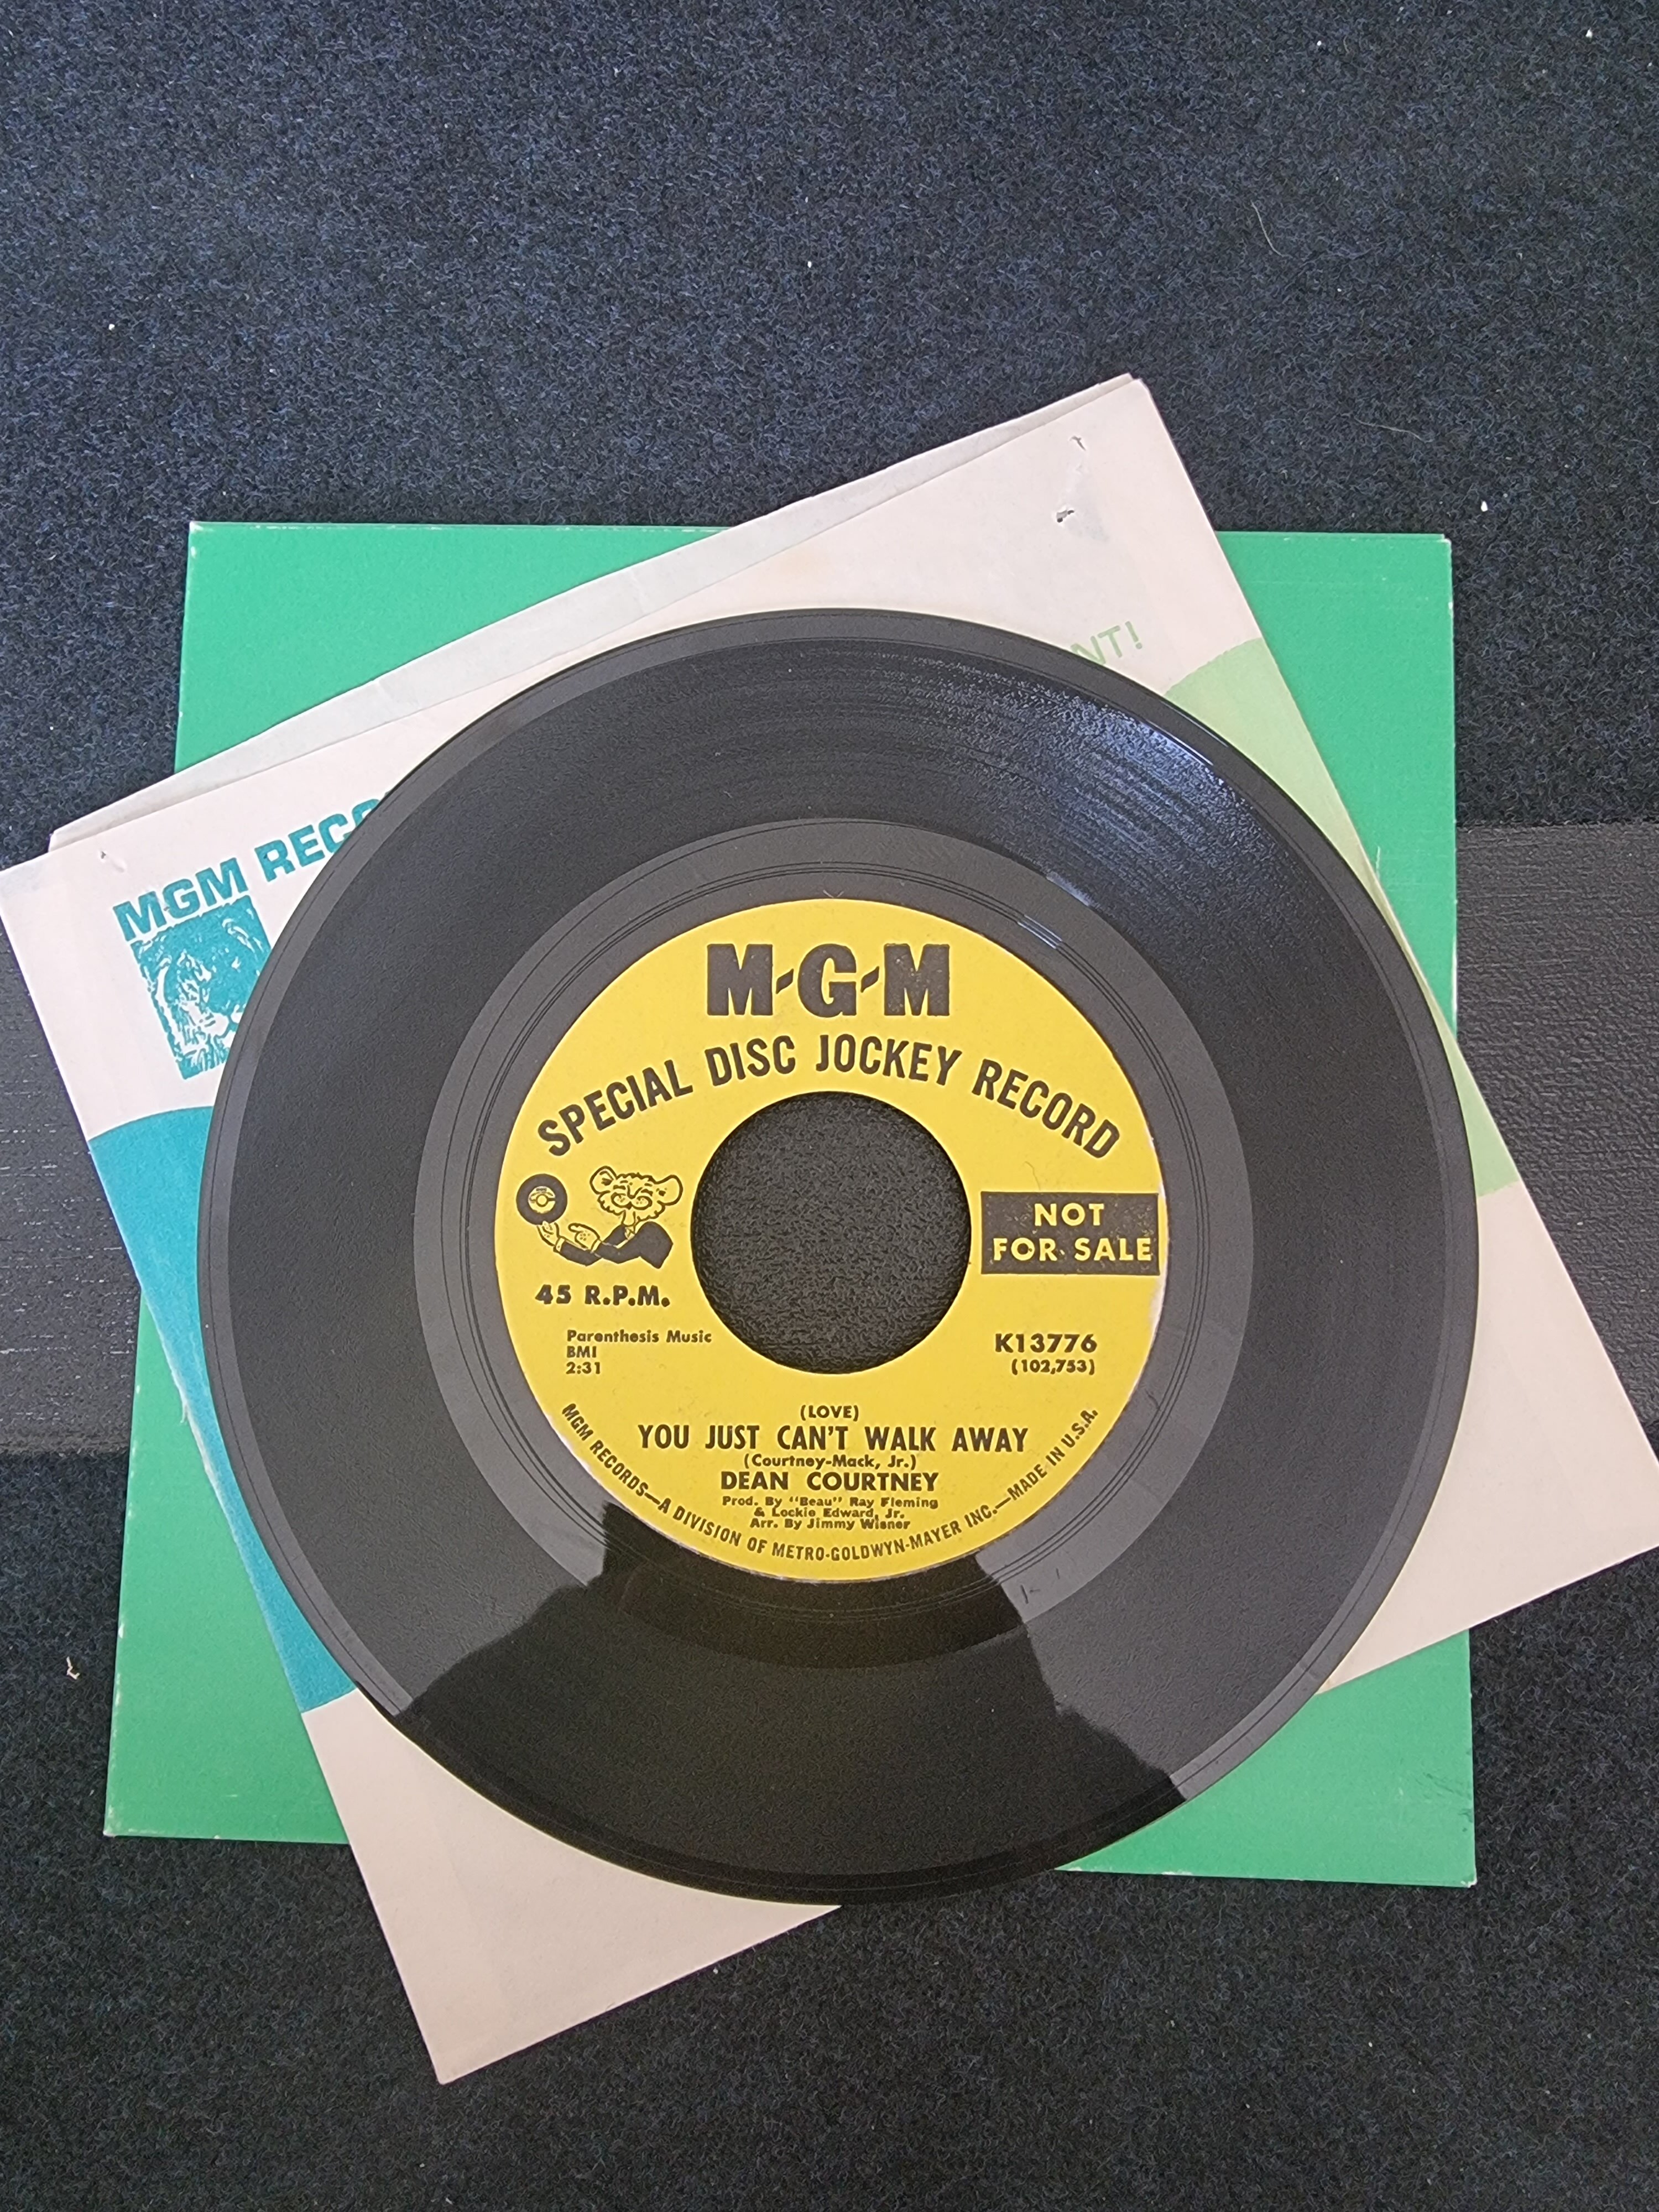 NT!
MGM RECO
M-G-M
SPECIAL DISC JOCKEY RECORD
NOT
FOR SALE
45 R.P.M.
Parenthesis Music
BMI
2:31
K13776
(102,753)
(LOVE)
YOU JUST CAN'T WALK AWAY
(Courtney-Mack, Jr.)
DEAN COURTNEY
Prod. By "Beau" Ray Fleming
& Lockie Edward, Jr.
Arr. By Jimmy Wisner
MGM RECORDS—A DIVISION OF METRO-GOLDWYN-MAYER INC.—MADE IN U.S.A.